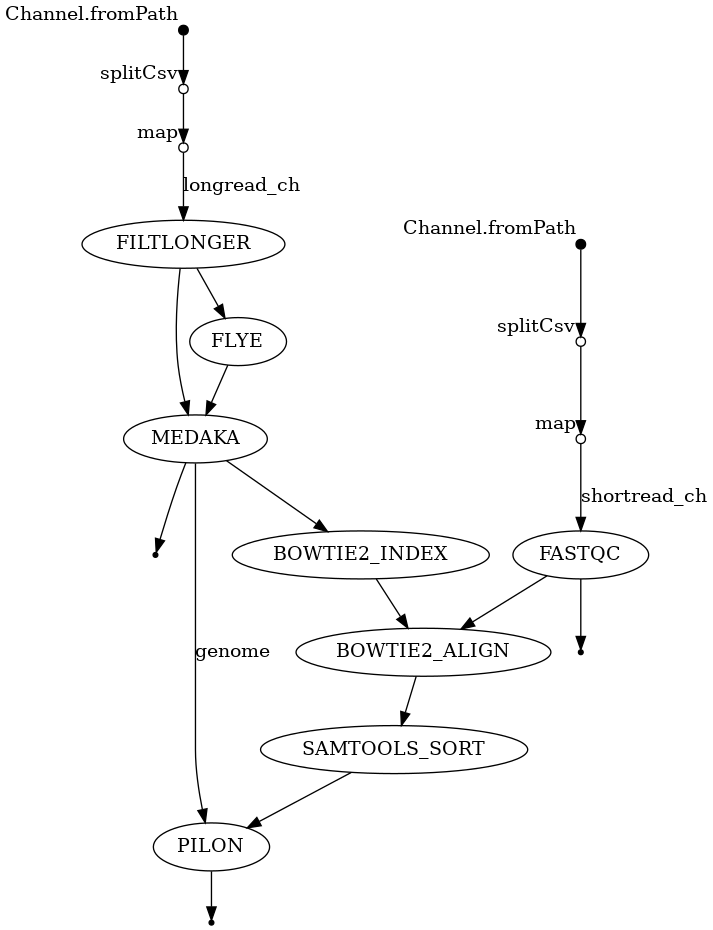 Channel.fromPath
splitCsv
map
longread_ch
FILTLONGER
Channel.fromPath
splitCsv
FLYE
map
MEDAKA
shortread_ch
BOWTIE2_INDEX
FASTQC
genome
BOWTIE2_ALIGN
SAMTOOLS_SORT
PILON